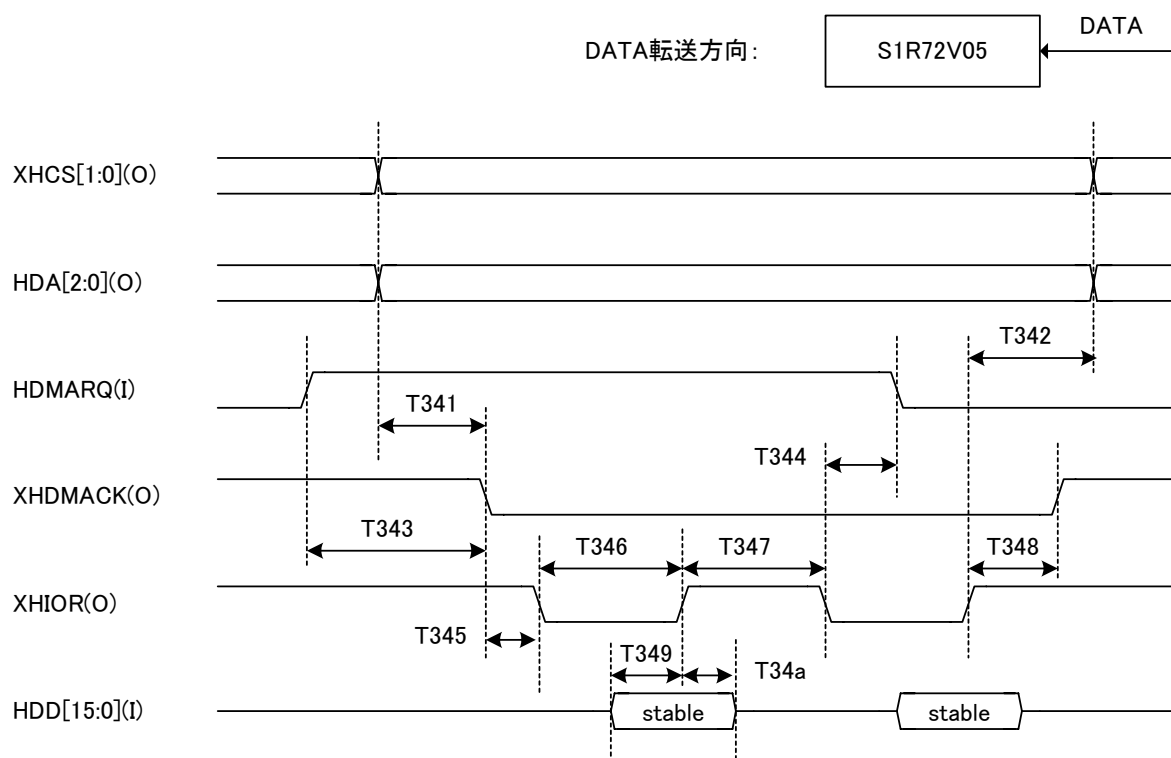 DATA転送方向:
S1R72V05
DATA
XHCS[1:0](O)
HDA[2:0](O)
T342
HDMARQ(I)
T341
T344
XHDMACK(O)
T343
T346
T347
T348
XHIOR(O)
T345
T349
T34a
HDD[15:0](I)
stable
stable